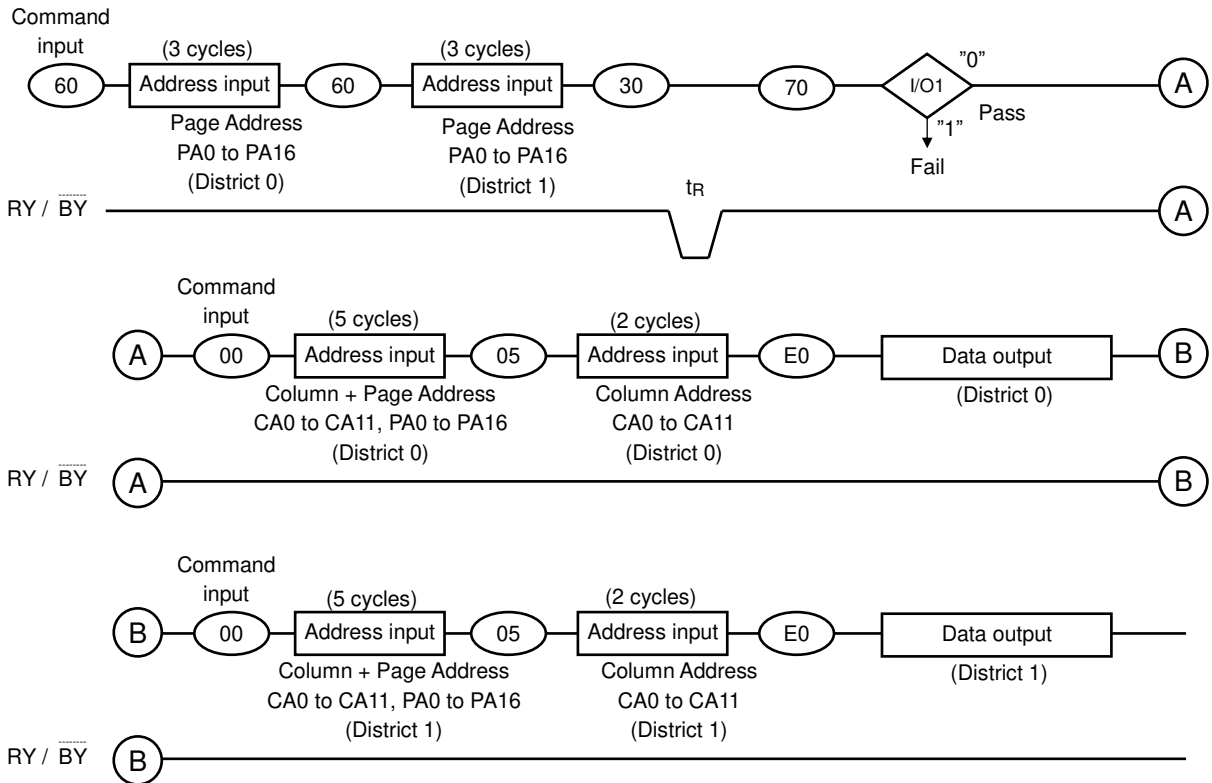 Command
input
(3 cycles)
(3 cycles)
"0"
60
Address input
60
Address input
30
70
I/O1
A
"1"
Pass
Fail
Page Address
PA0 to PA16
(District 0)
Page Address
PA0 to PA16
(District 1)
tR
RY / BY
A
Command
input
(5 cycles)
(2 cycles)
A
00
Address input
05
Address input
E0
Data output
B
Column + Page Address
CA0 to CA11, PA0 to PA16
(District 0)
Column Address
CA0 to CA11
(District 0)
(District 0)
RY / BY
A
B
Command
input
(5 cycles)
(2 cycles)
B
00
Address input
05
Address input
E0
Data output
Column + Page Address
CA0 to CA11, PA0 to PA16
(District 1)
Column Address
CA0 to CA11
(District 1)
(District 1)
RY / BY
B